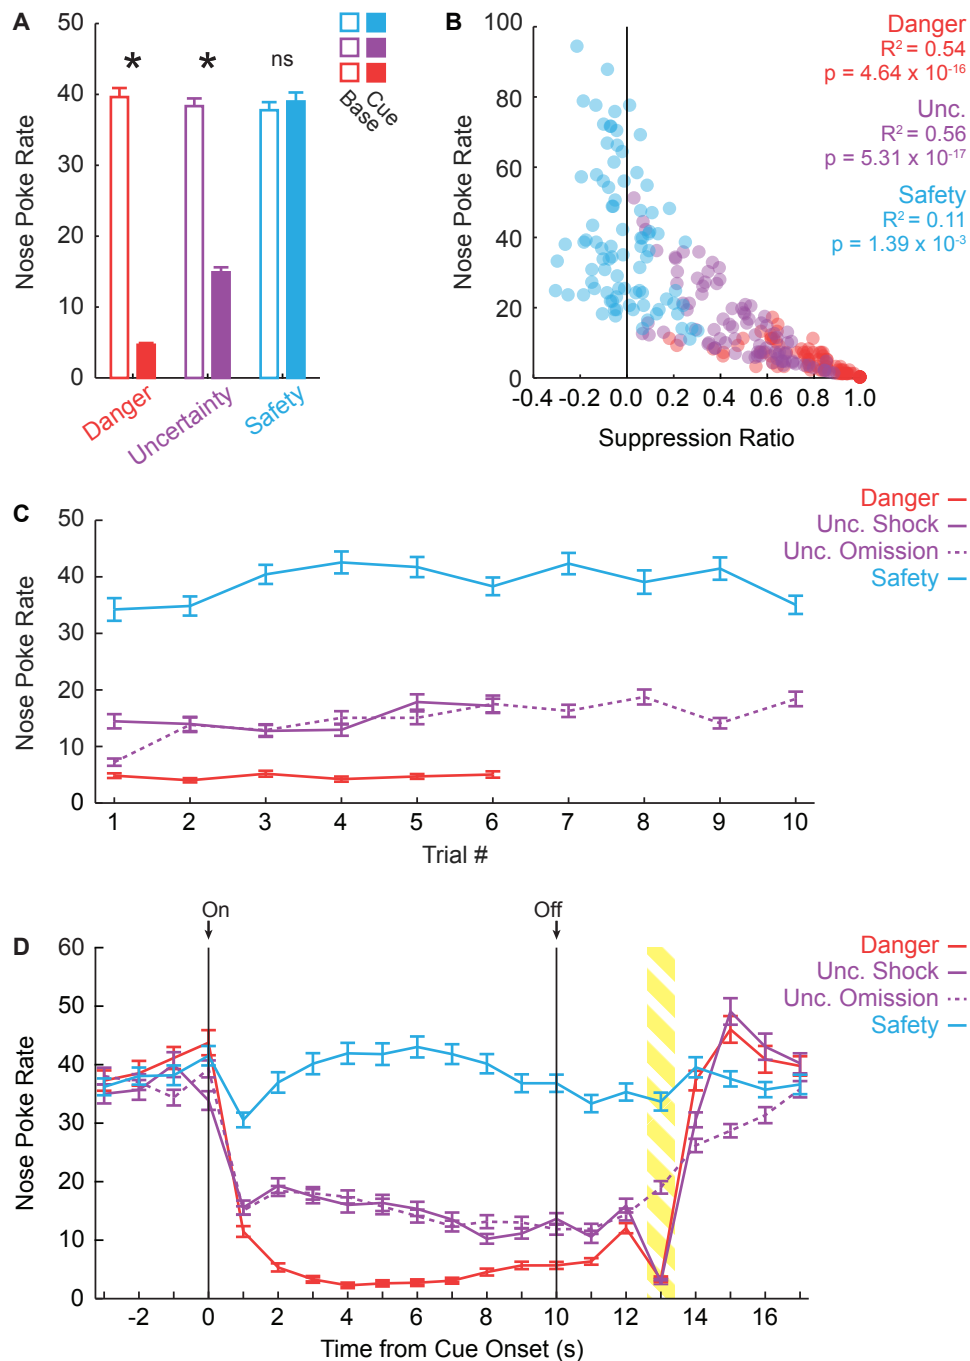 A
50
40
30
20
10
0
Nose Poke Rate
*
*
ns
Base
Cue
Danger
Uncertainty
Safety
B
100
80
60
40
20
0
Nose Poke Rate
-0.4
-0.2
0.0
0.2
0.4
0.6
0.8
1.0
Suppression Ratio
Danger
R² = 0.54
p = 4.64 x 10⁻¹⁶
Unc.
R² = 0.56
p = 5.31 x 10⁻¹⁷
Safety
R² = 0.11
p = 1.39 x 10⁻³
C
50
40
30
20
10
0
Nose Poke Rate
1
2
3
4
5
6
7
8
9
10
Trial #
Danger
Unc. Shock
Unc. Omission
Safety
D
On
Off
60
50
40
30
20
10
0
Nose Poke Rate
-2
0
2
4
6
8
10
12
14
16
Time from Cue Onset (s)
Danger
Unc. Shock
Unc. Omission
Safety